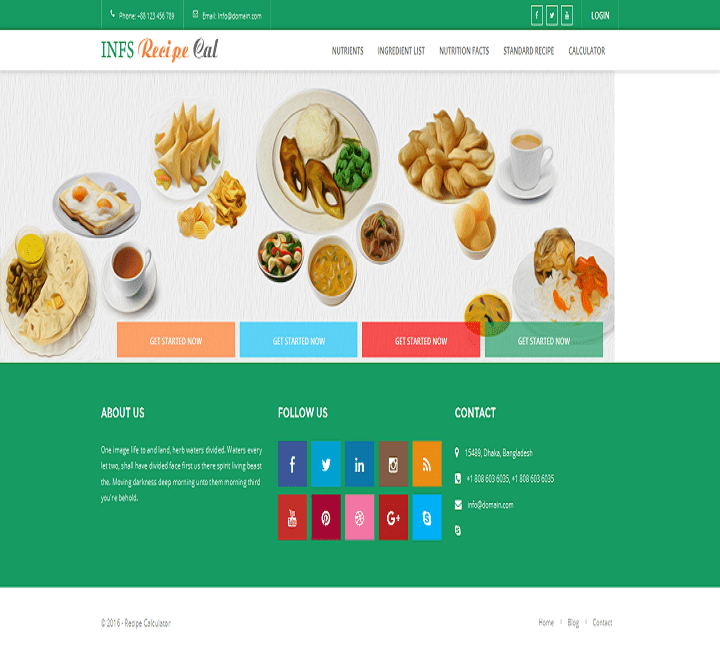 Phone: +88 123 456 789
Email: info@domain.com
LOGIN
INFS Recipe Cal
NUTRIENTS
INGREDIENT LIST
NUTRITION FACTS
STANDARD RECIPE
CALCULATOR
GET STARTED NOW
GET STARTED NOW
GET STARTED NOW
GET STARTED NOW
ABOUT US
One image life to and land, herb waters divided. Waters every
let two, shall have divided face first us there spirit living beast
the. Moving darkness deep morning unto them morning third
you're behold.
FOLLOW US
CONTACT
15489, Dhaka, Bangladesh
+1 808 603 6035, +1 808 603 6035
info@domain.com
© 2016 - Recipe Calculator
Home
Blog
Contact